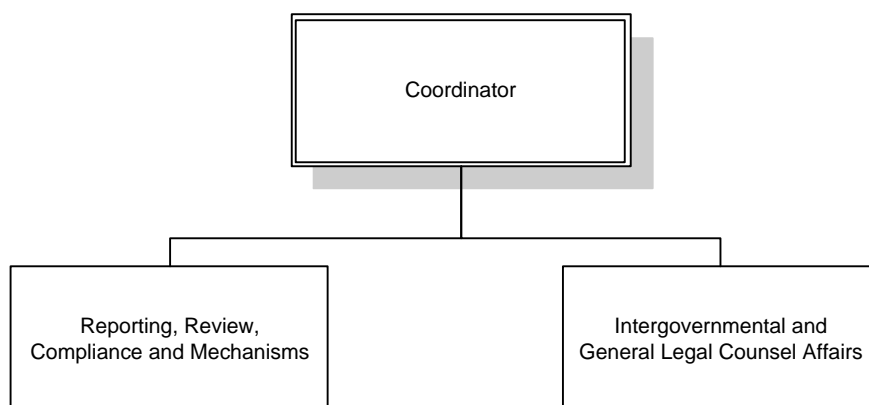 Coordinator
Reporting, Review,
Compliance and Mechanisms
Intergovernmental and
General Legal Counsel Affairs